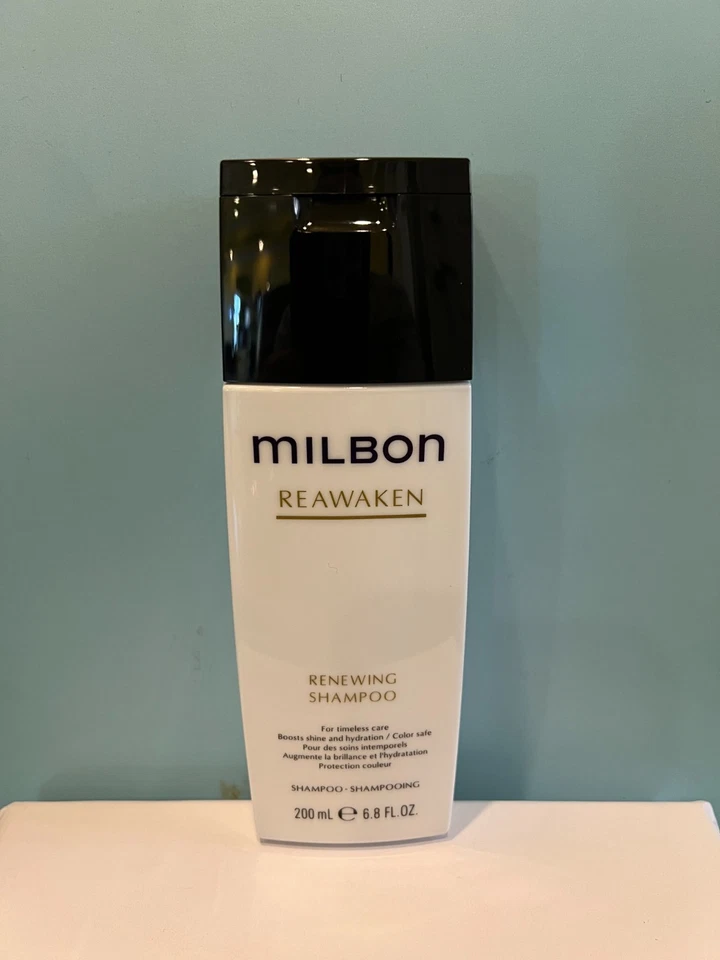 MILBON
REAWAKEN
RENEWING
SHAMPOO
For timeless care
Boosts shine and hydration / Color safe
Pour des soins intemporels
Augmente la brillance et l'hydratation
Protection couleur
SHAMPOO · SHAMPOOING
200 mL ℮ 6.8 FL.OZ.